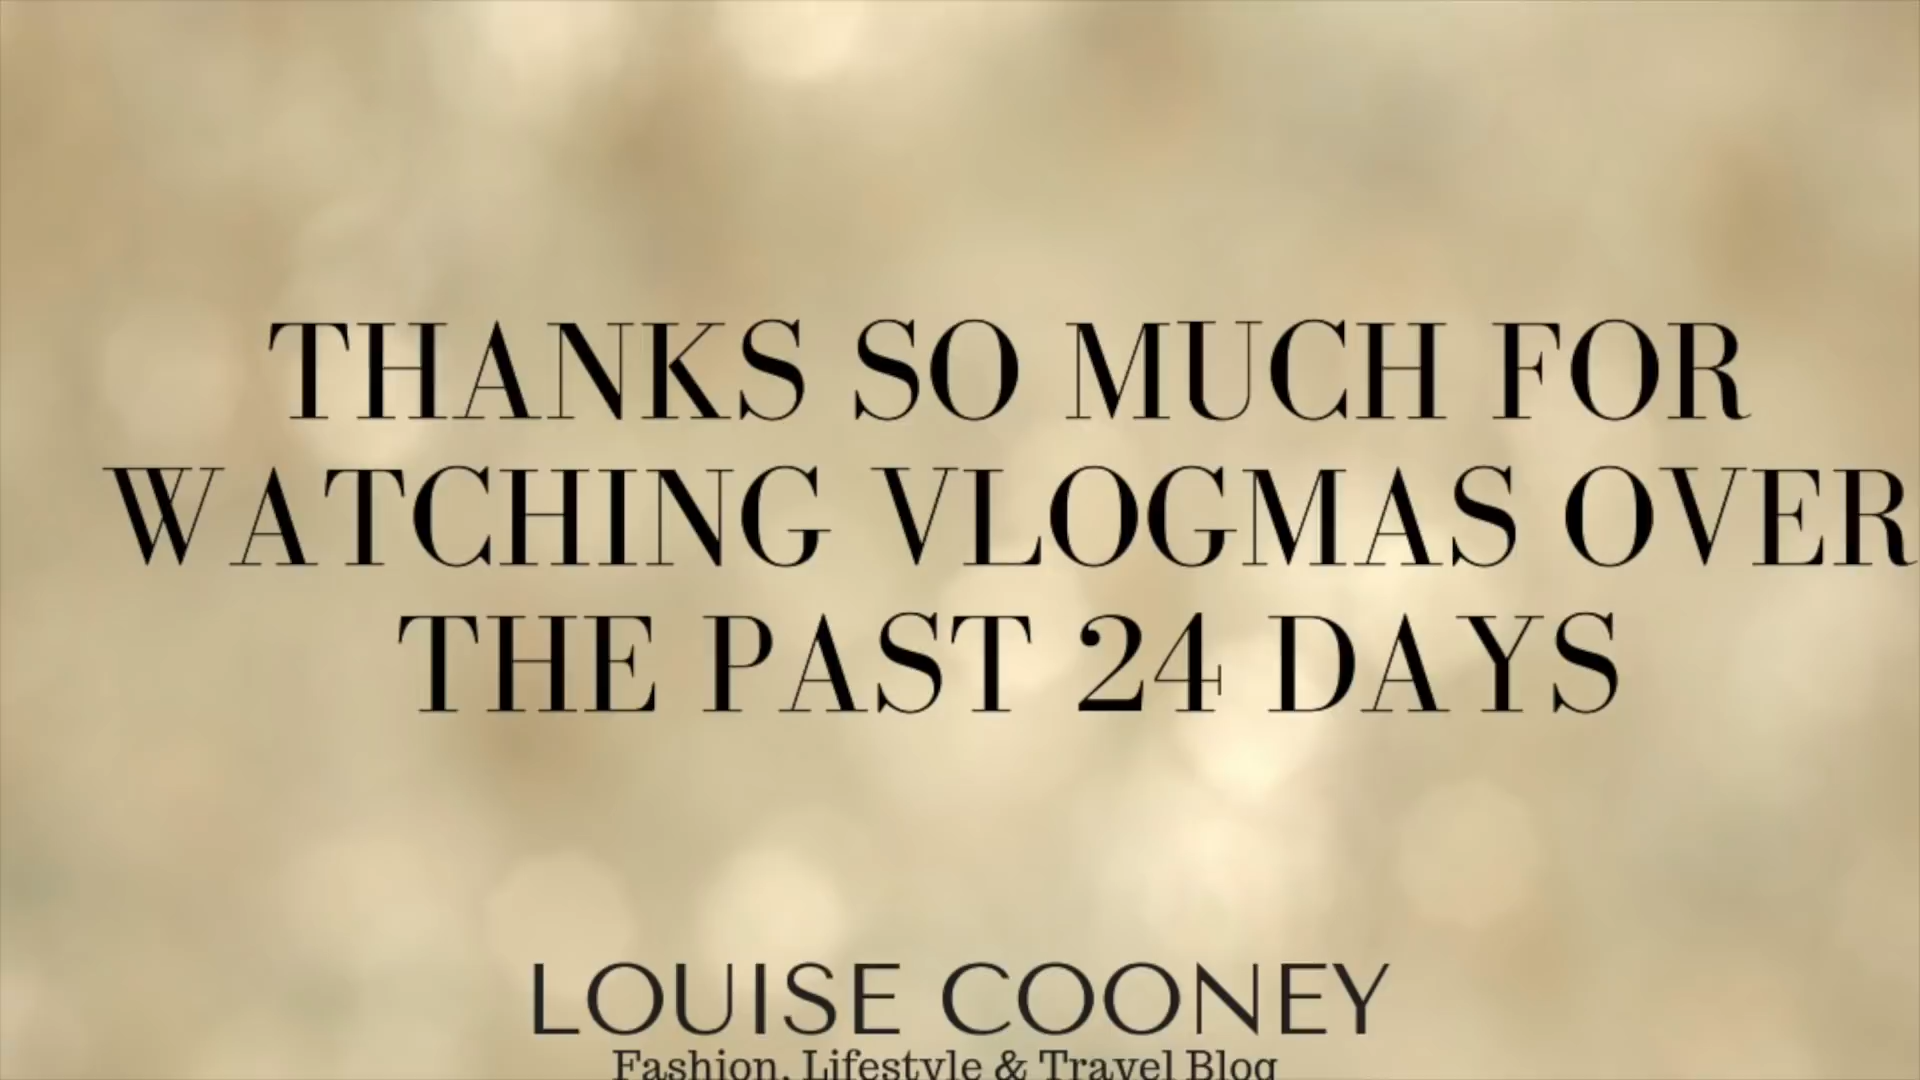 THANKS SO MUCH FOR
WATCHING VLOGMAS OVER
THE PAST 24 DAYS
LOUISE COONEY
Fashion, Lifestyle & Travel Blog